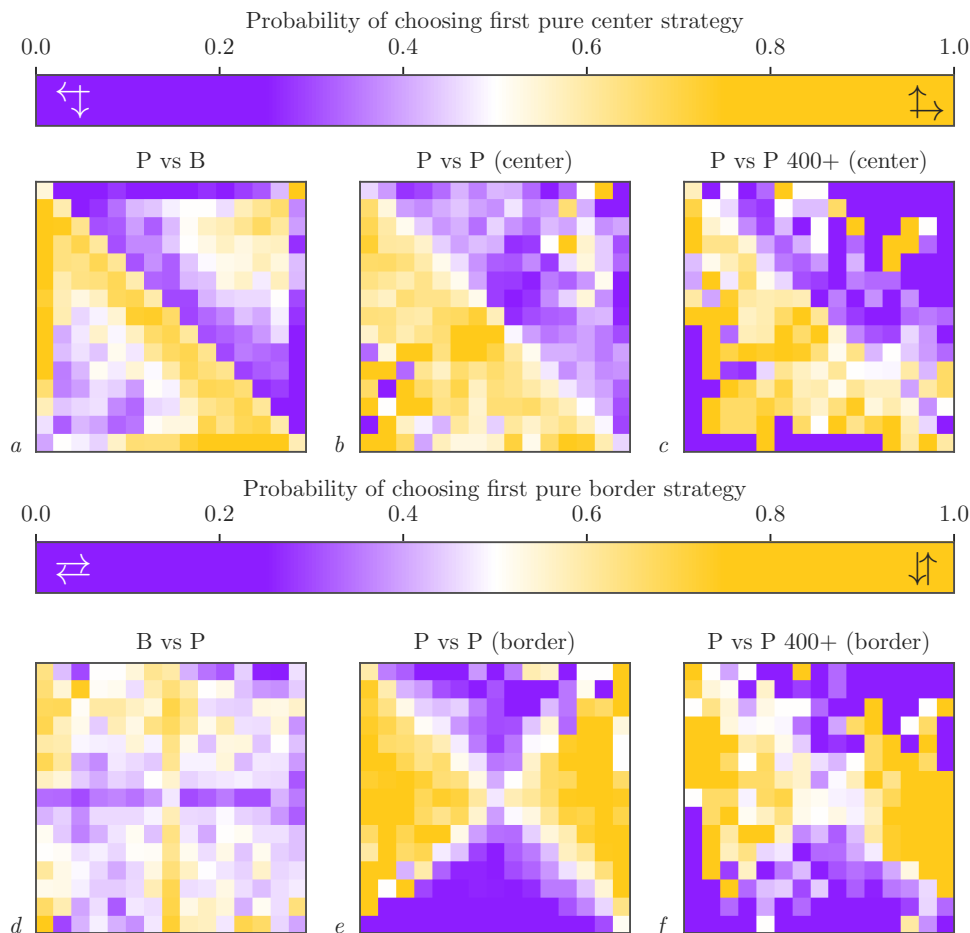 Probability of choosing first pure center strategy
0.0 0.2 0.4 0.6 0.8 1.0
P vs B P vs P (center) P vs P 400+ (center)
a b c
Probability of choosing first pure border strategy
0.0 0.2 0.4 0.6 0.8 1.0
B vs P P vs P (border) P vs P 400+ (border)
d e f